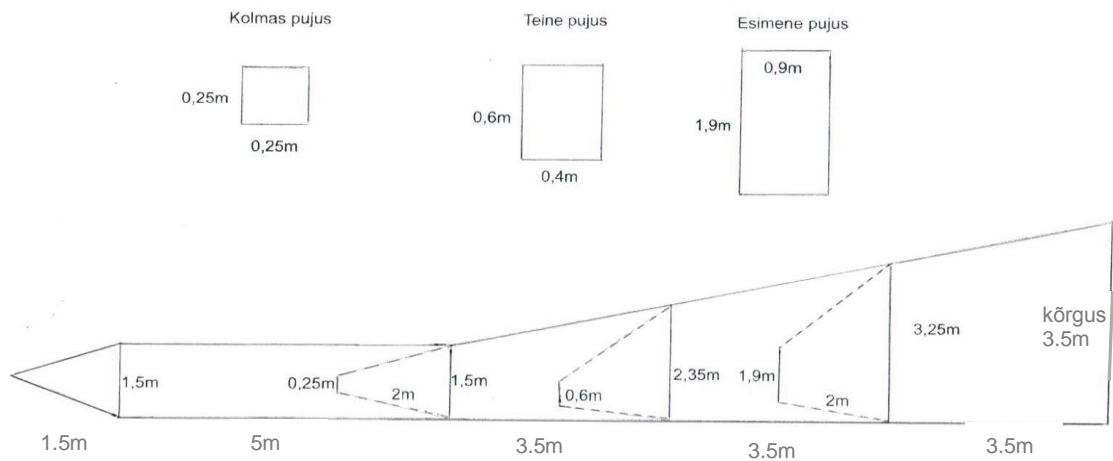 Kolmas pujus
Teine pujus
Esimene pujus
0,25m
0,25m
0,6m
0,4m
0,9m
1,9m
1,5m
0,25m
2m
1,5m
0,6m
2,35m
1,9m
2m
3,25m
kõrgus
3.5m
1.5m
5m
3.5m
3.5m
3.5m